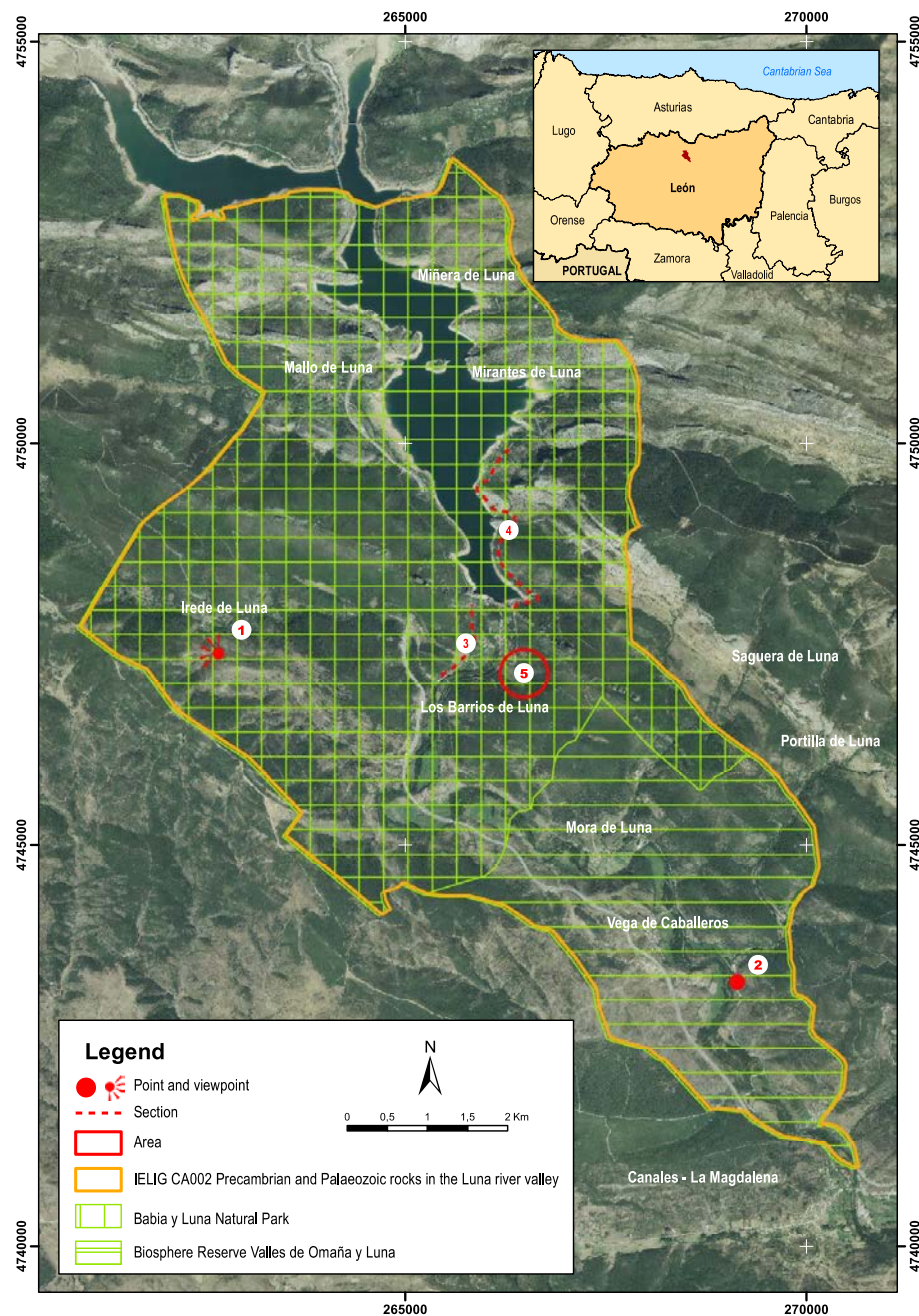 265000
270000
4755000
4755000
Cantabrian Sea
Asturias
Cantabria
Lugo
León
Burgos
Palencia
Orense
Zamora
PORTUGAL
Valladolid
Miñera de Luna
Mallo de Luna
Mirantes de Luna
4750000
4750000
4
Irede de Luna
1
3
Saguera de Luna
5
Los Barrios de Luna
Portilla de Luna
Mora de Luna
4745000
4745000
Vega de Caballeros
2
Legend
N
Point and viewpoint
Section
0 0,5 1 1,5 2 Km
Area
IELIG CA002 Precambrian and Palaeozoic rocks in the Luna river valley
Canales - La Magdalena
Babia y Luna Natural Park
Biosphere Reserve Valles de Omaña y Luna
4740000
4740000
265000
270000